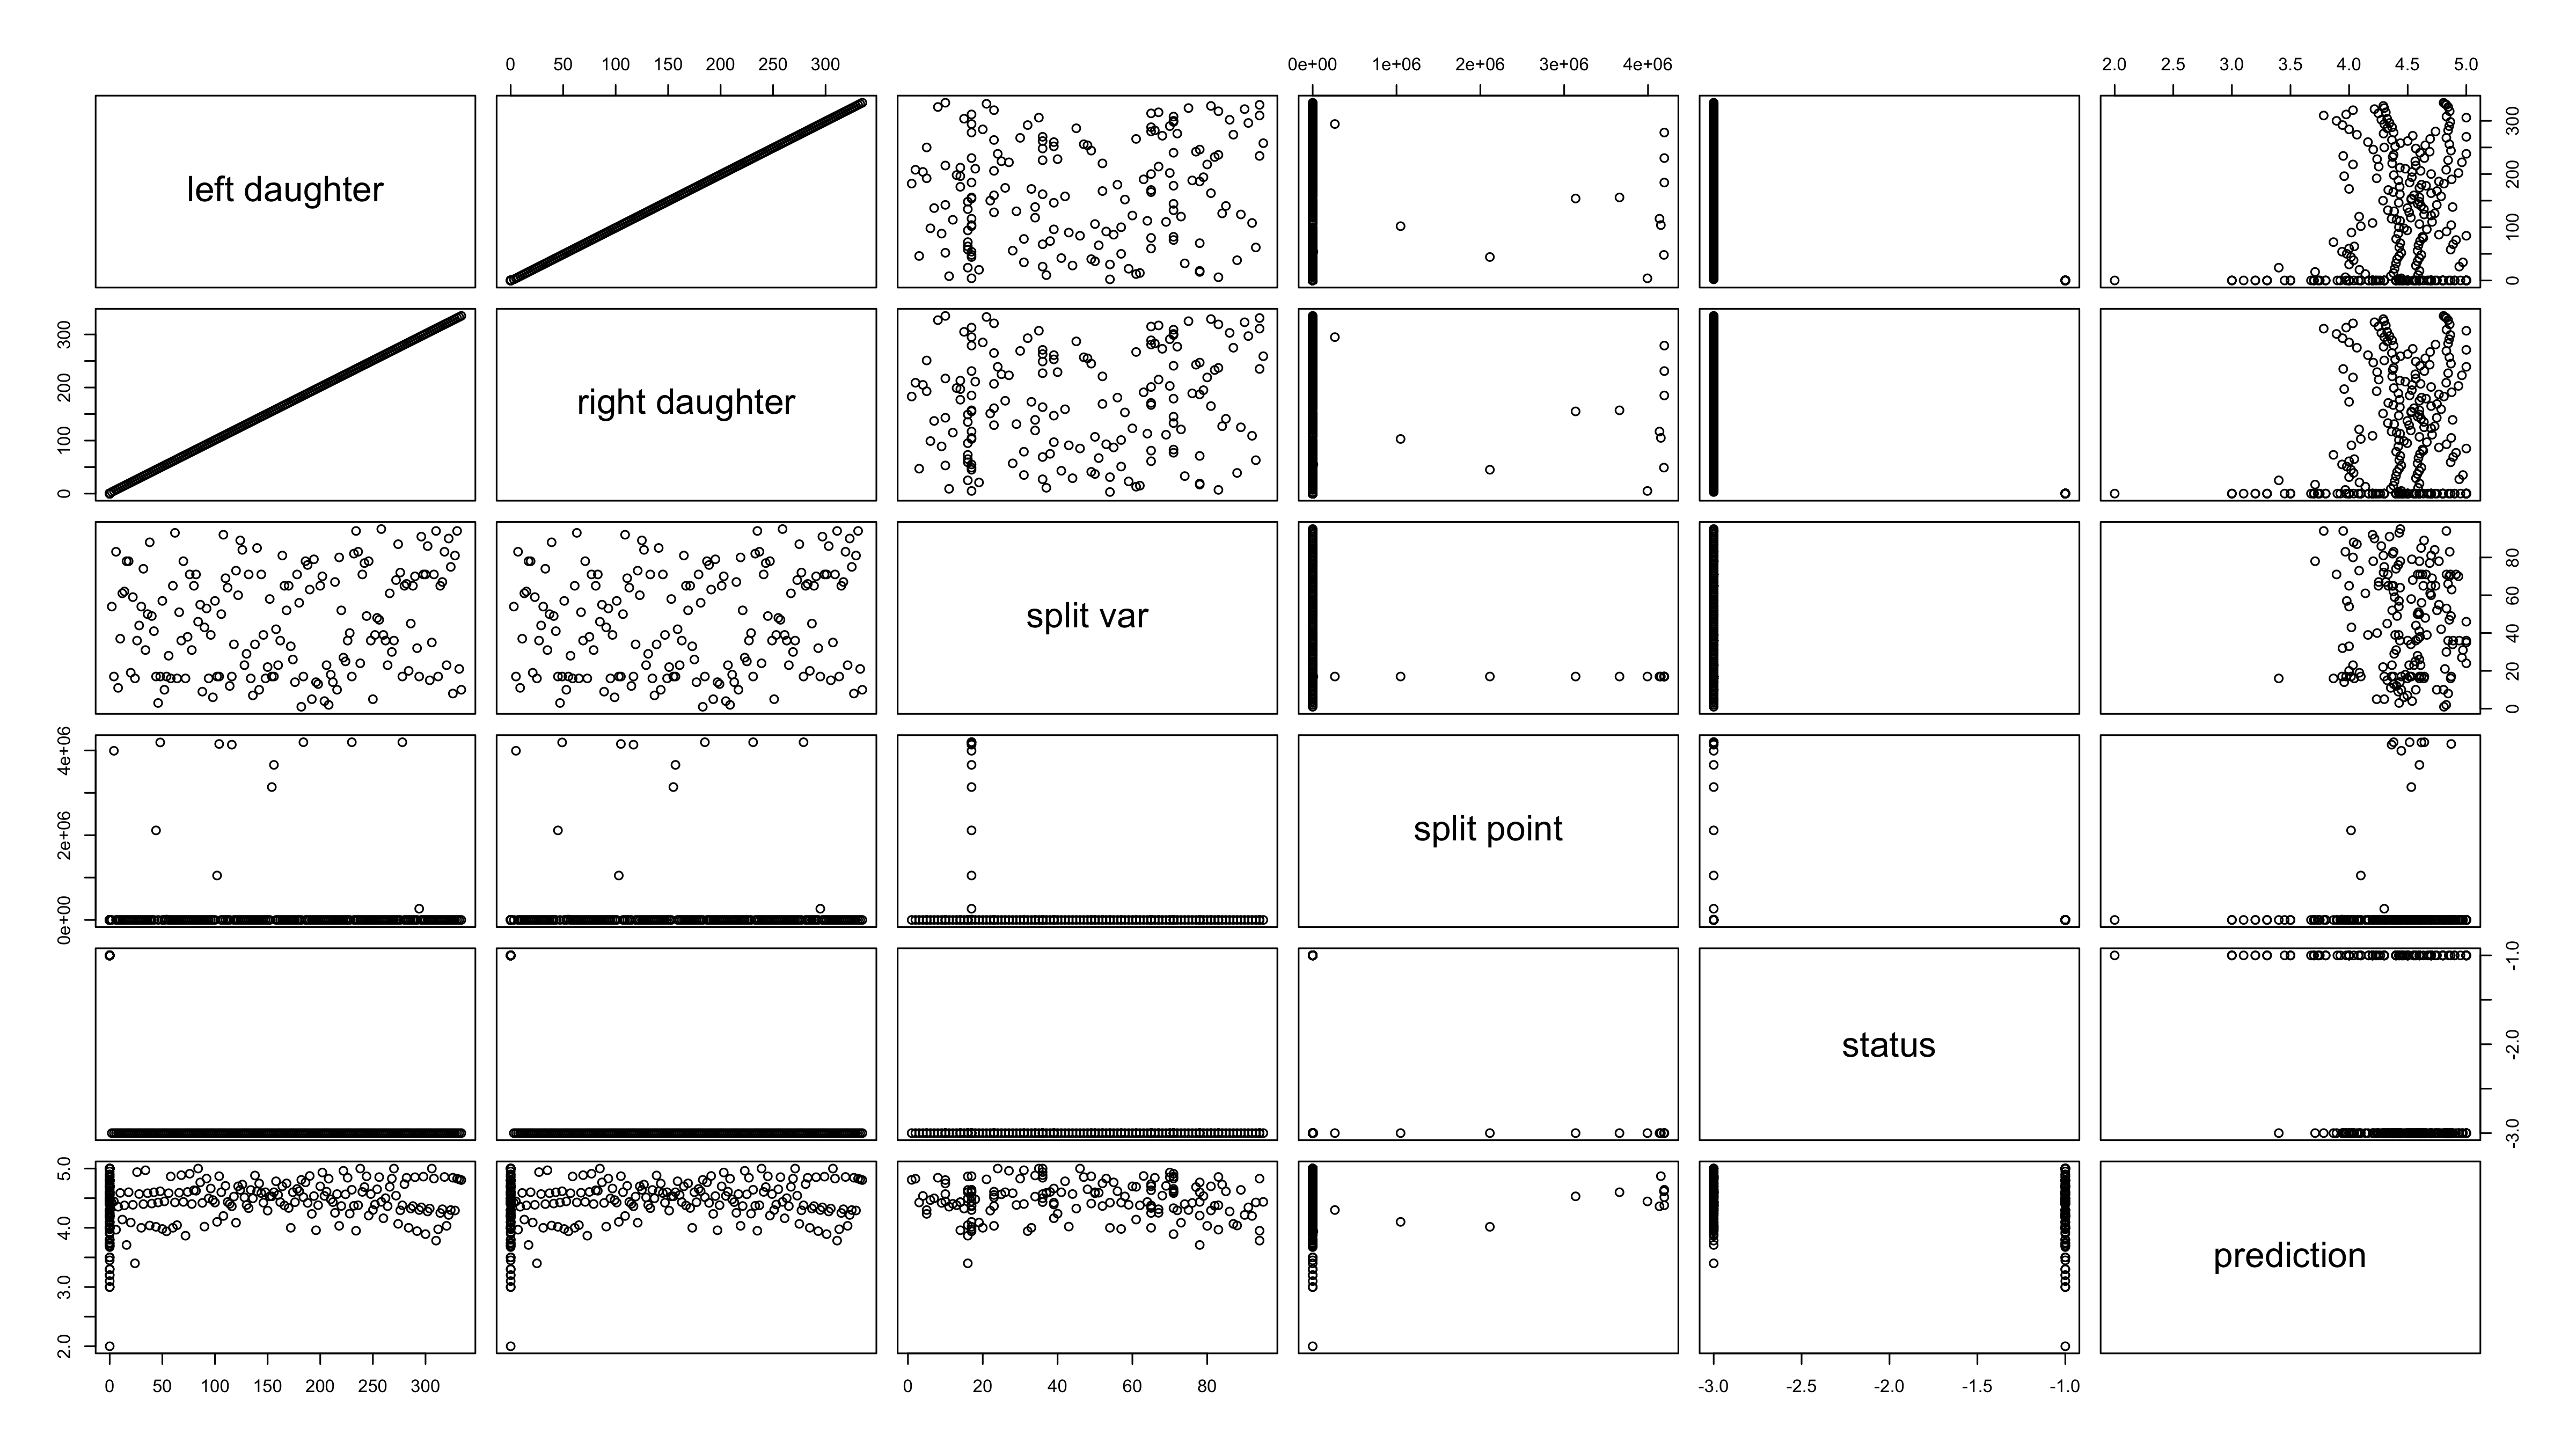 0 50 100 150 200 250 300
0e+00 1e+06 2e+06 3e+06 4e+06
2.0 2.5 3.0 3.5 4.0 4.5 5.0
left daughter
0 100 200 300
0 100 200 300
right daughter
split var
0 20 40 60 80
0e+00 2e+06 4e+06
split point
status
-3.0 -2.0 -1.0
2.0 3.0 4.0 5.0
prediction
0 50 100 150 200 250 300
0 20 40 60 80
-3.0 -2.5 -2.0 -1.5 -1.0